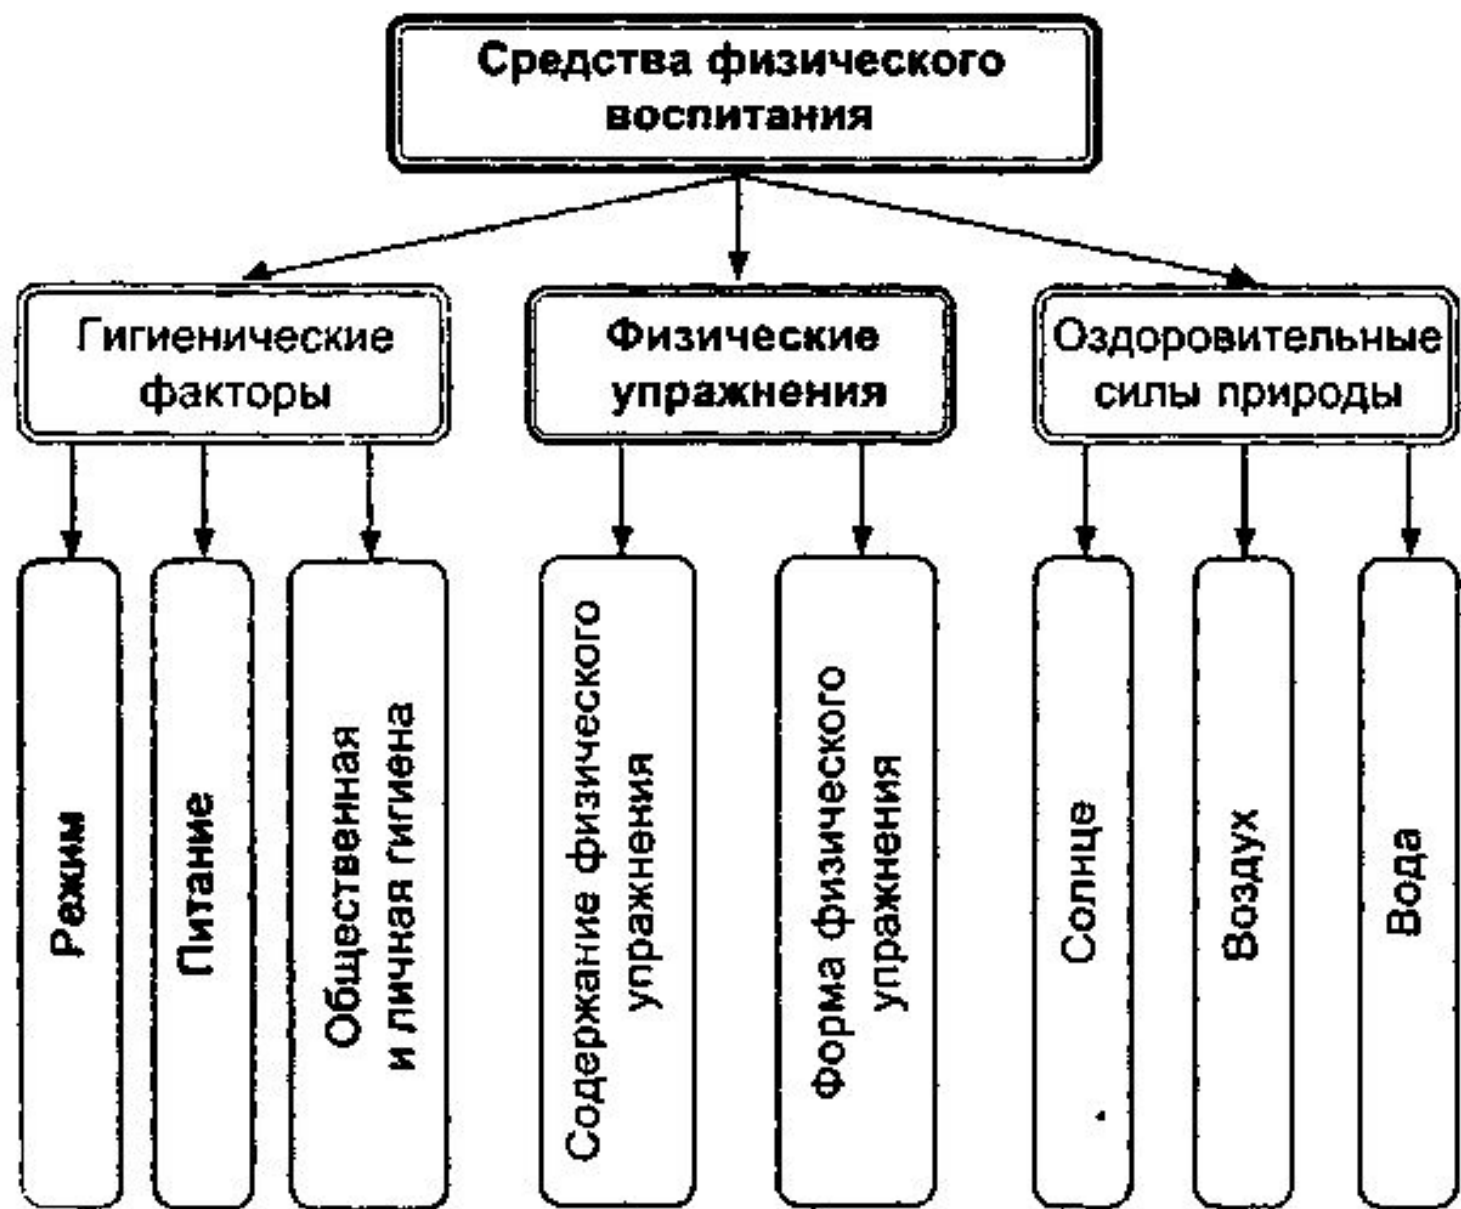 Средства физического
воспитания
Гигиенические
факторы
Физические
упражнения
Оздоровительные
силы природы
Режим
Питание
Общественная
и личная гигиена
Содержание физического
упражнения
Форма физического
упражнения
Солнце
Воздух
Вода